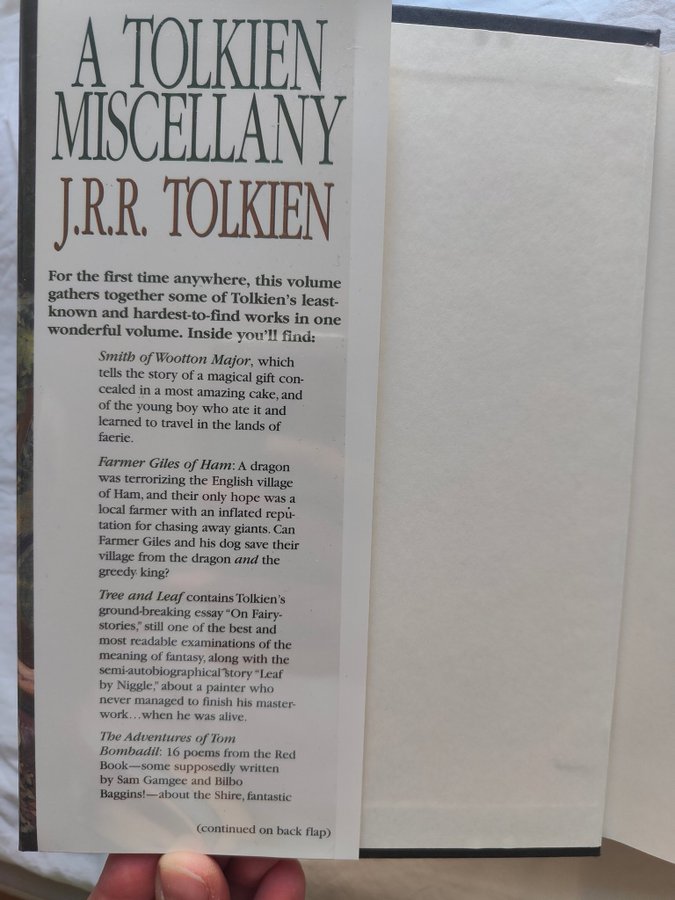 A TOLKIEN
MISCELLANY
J.R.R. TOLKIEN
For the first time anywhere, this volume
gathers together some of Tolkien's least-
known and hardest-to-find works in one
wonderful volume. Inside you'll find:
Smith of Wootton Major, which
tells the story of a magical gift con-
cealed in a most amazing cake, and
of the young boy who ate it and
learned to travel in the lands of
faerie.
Farmer Giles of Ham: A dragon
was terrorizing the English village
of Ham, and their only hope was a
local farmer with an inflated repu-
tation for chasing away giants. Can
Farmer Giles and his dog save their
village from the dragon and the
greedy king?
Tree and Leaf contains Tolkien's
ground-breaking essay “On Fairy-
stories,” still one of the best and
most readable examinations of the
meaning of fantasy, along with the
semi-autobiographical story “Leaf
by Niggle,” about a painter who
never managed to finish his master-
work...when he was alive.
The Adventures of Tom
Bombadil: 16 poems from the Red
Book—some supposedly written
by Sam Gamgee and Bilbo
Baggins!—about the Shire, fantastic
(continued on back flap)